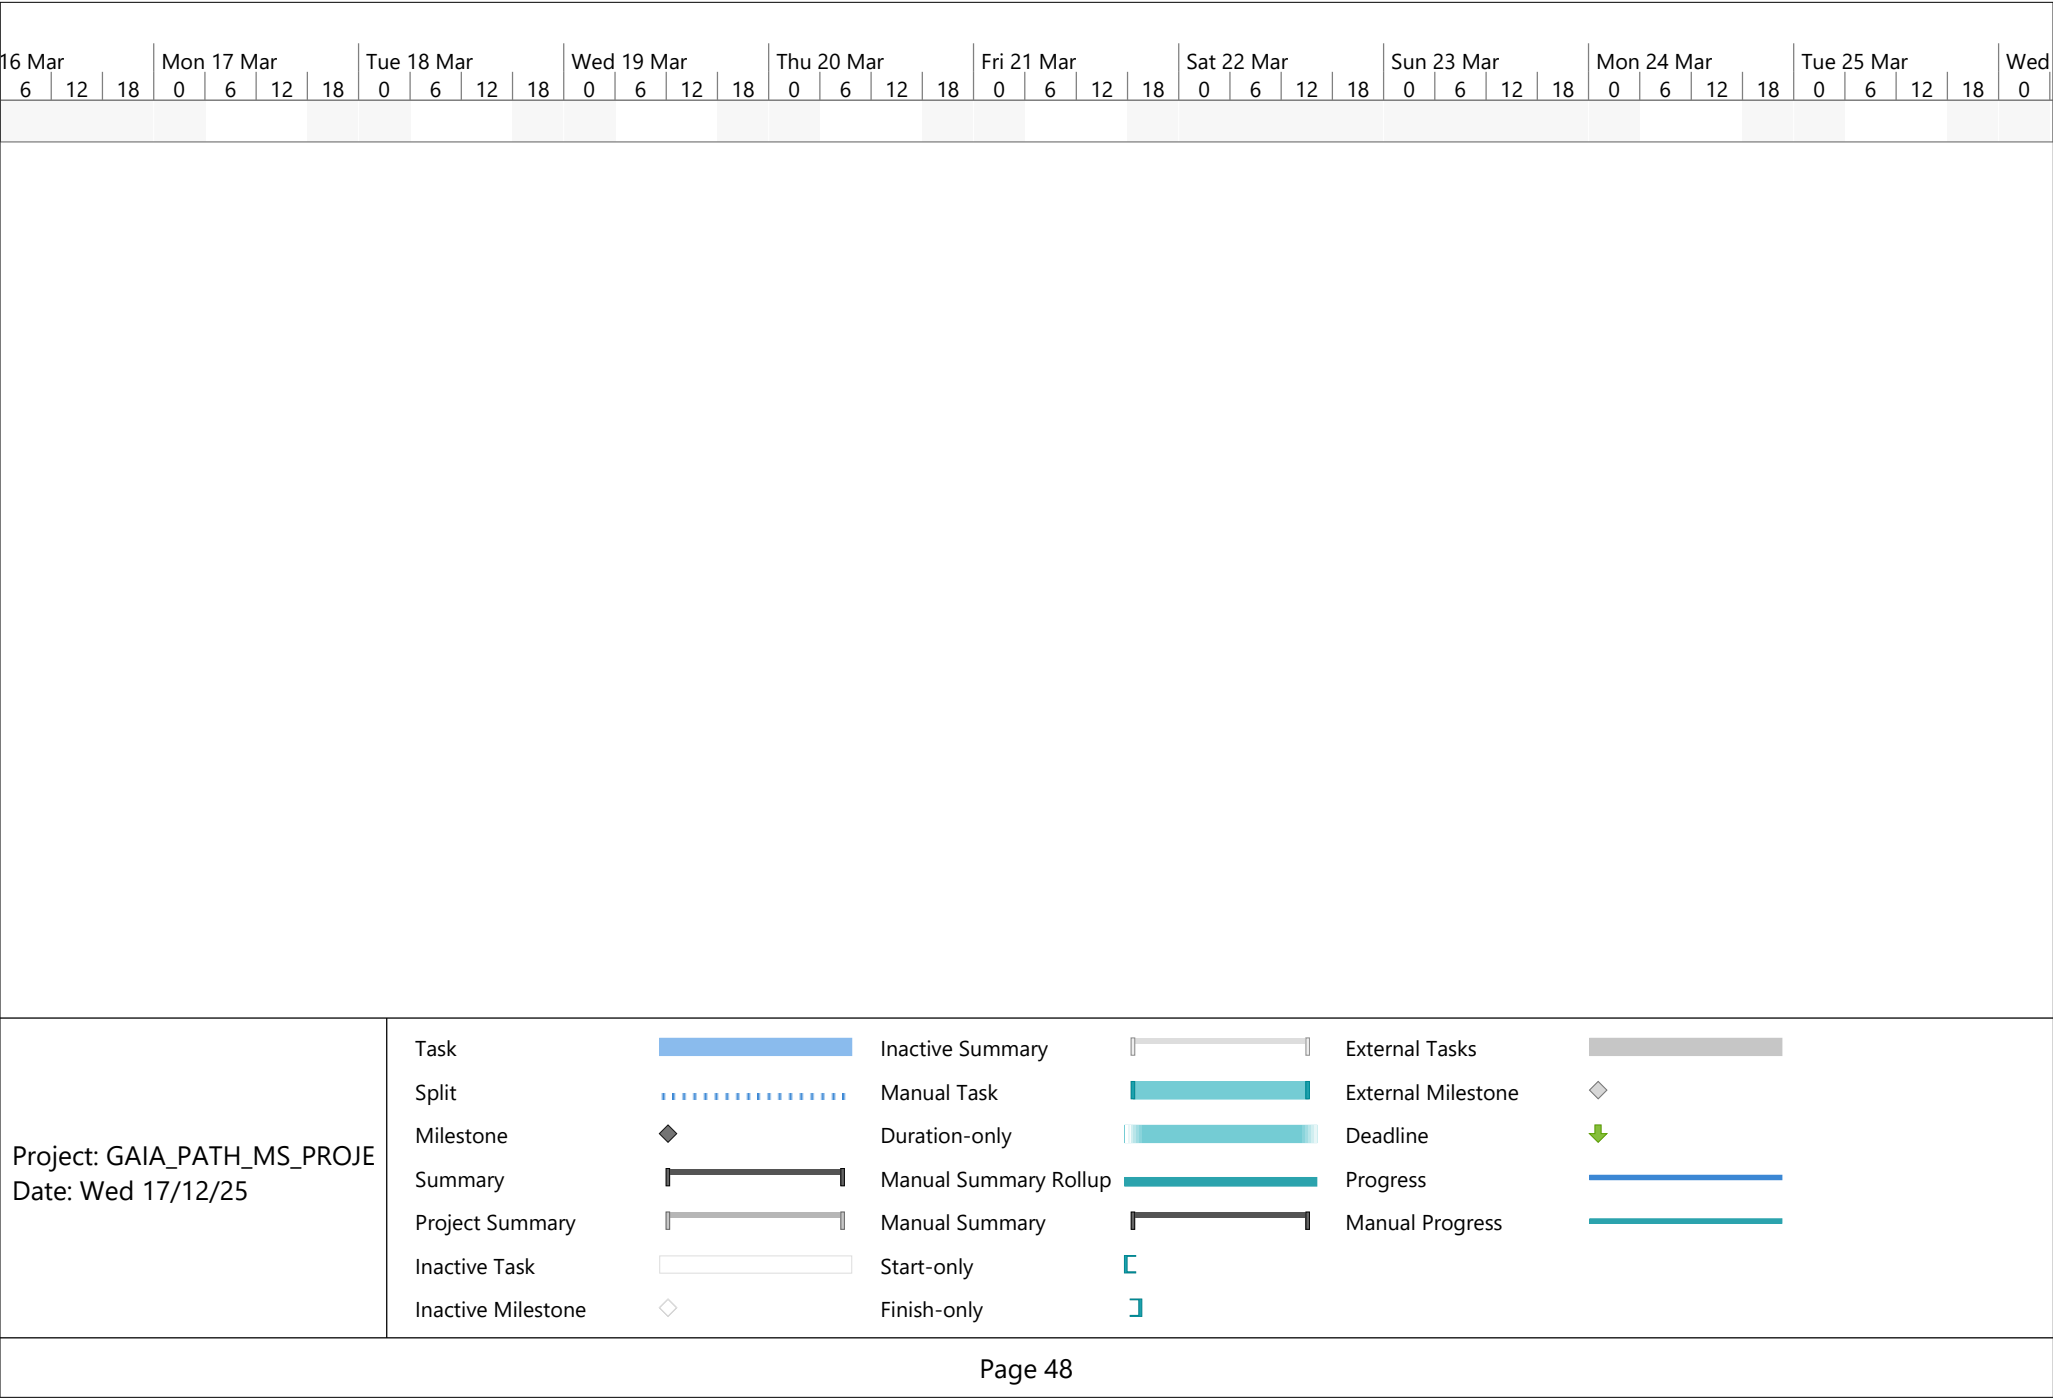 16 Mar Mon 17 Mar Tue 18 Mar Wed 19 Mar Thu 20 Mar Fri 21 Mar Sat 22 Mar Sun 23 Mar Mon 24 Mar Tue 25 Mar Wed
6 12 18 0 6 12 18 0 6 12 18 0 6 12 18 0 6 12 18 0 6 12 18 0 6 12 18 0 6 12 18 0 6 12 18 0 6 12 18 0
Project: GAIA_PATH_MS_PROJE
Date: Wed 17/12/25
Task
Split
Milestone
Summary
Project Summary
Inactive Task
Inactive Milestone
Inactive Summary
Manual Task
Duration-only
Manual Summary Rollup
Manual Summary
Start-only
Finish-only
External Tasks
External Milestone
Deadline
Progress
Manual Progress
Page 48